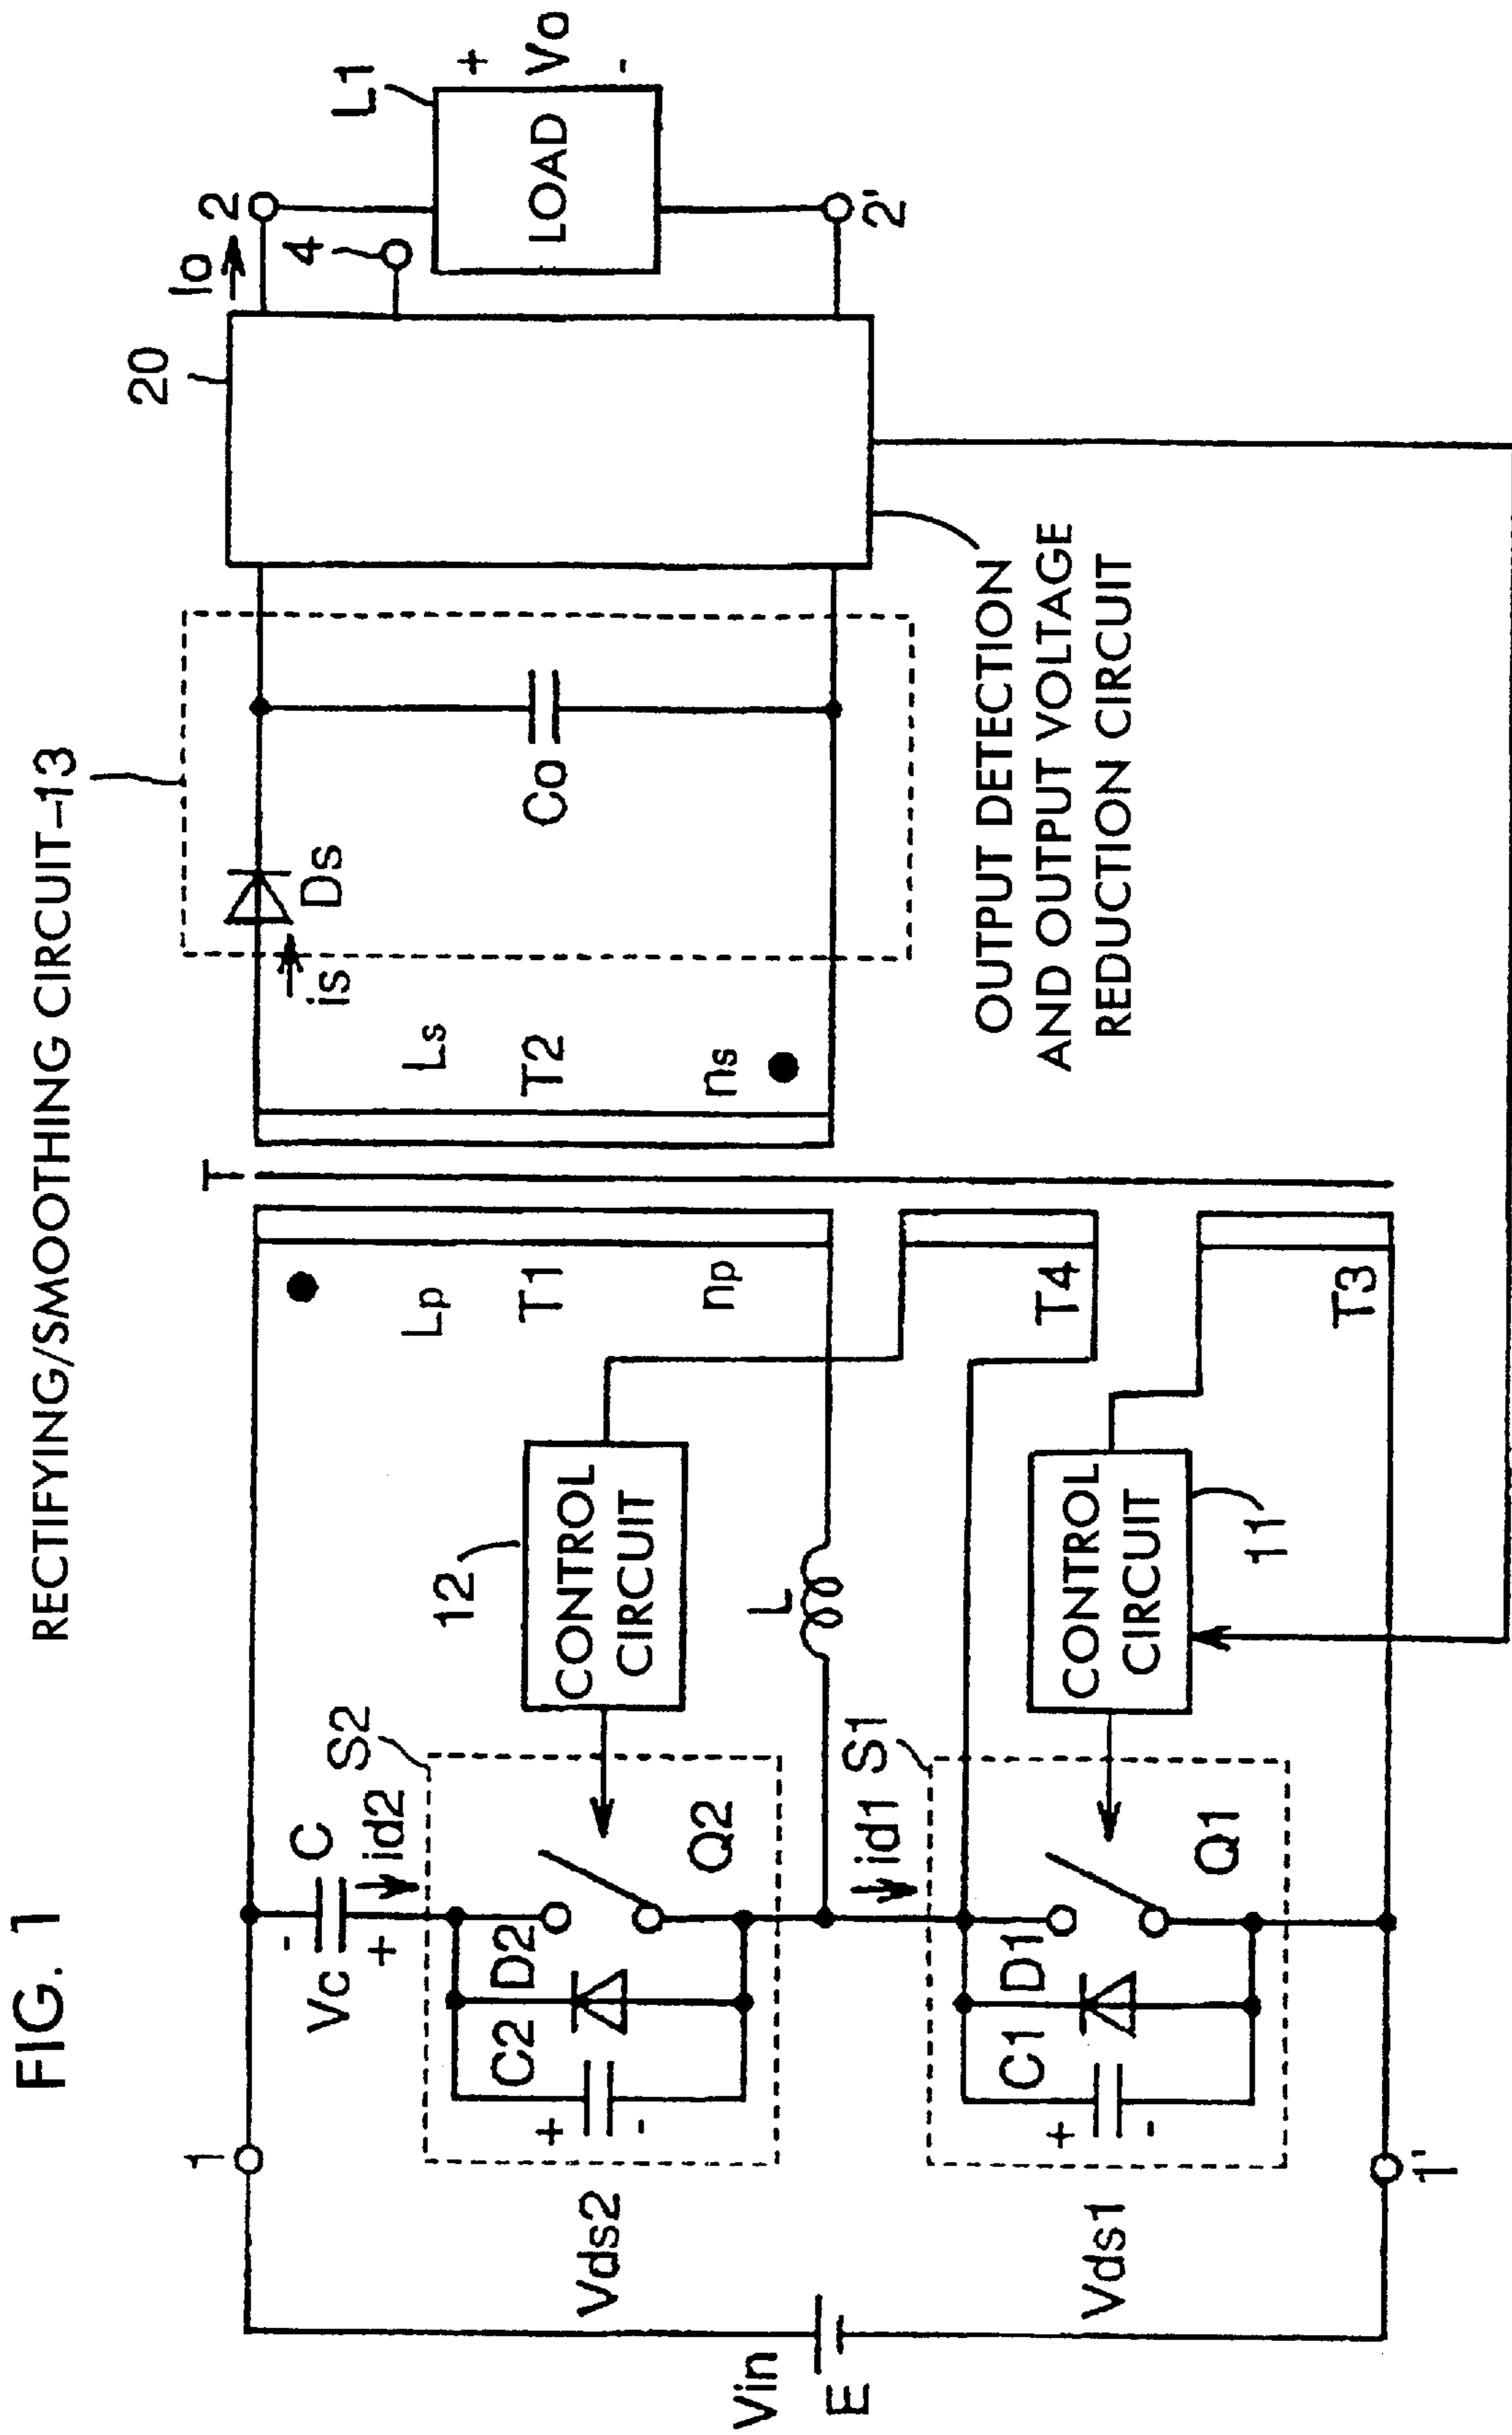 FIG. 1
RECTIFYING/SMOOTHING CIRCUIT-13
1
C
-
+
Vc
id2
S2
12
CONTROL
CIRCUIT
D2
C2
+
-
Q2
Vds2
Vin
E
L
id1
S1
CONTROL
CIRCUIT
11
D1
C1
+
-
Q1
Vds1
1'
Lp
T1
np
T4
T3
T
Ls
T2
ns
is
Ds
Co
20
OUTPUT DETECTION
AND OUTPUT VOLTAGE
REDUCTION CIRCUIT
Io
2
4
L1
LOAD
+
Vo
-
2'